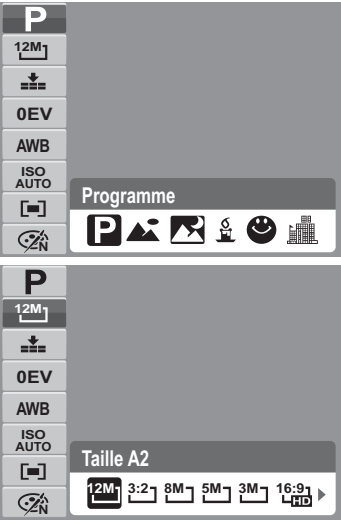 P
12M
0EV
AWB
ISO
AUTO
N
Programme
P
P
12M
0EV
AWB
ISO
AUTO
N
Taille A2
12M 3:2 8M 5M 3M 16:9
HD